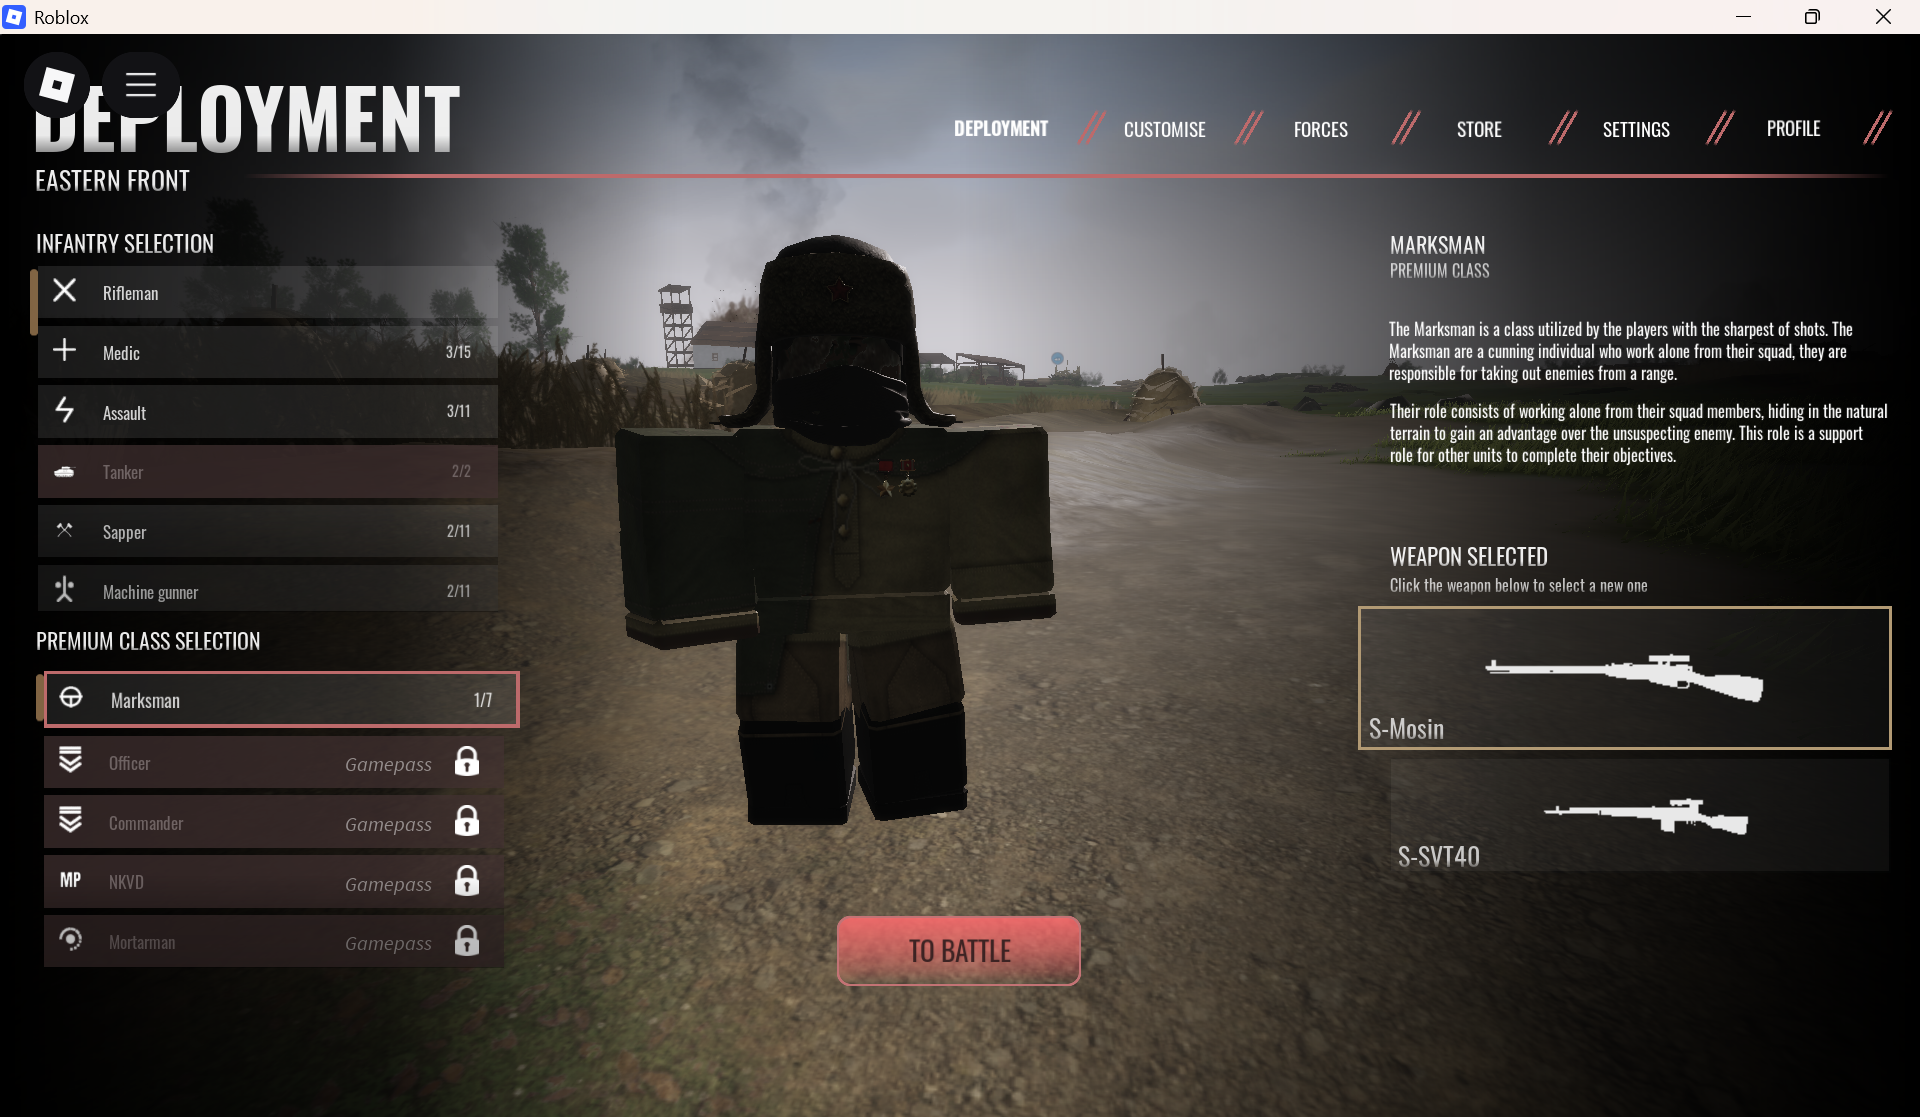 Roblox
DEPLOYMENT
EASTERN FRONT
DEPLOYMENT
CUSTOMISE
FORCES
STORE
SETTINGS
PROFILE
INFANTRY SELECTION
Rifleman
Medic 3/15
Assault 3/11
Tanker 2/2
Sapper 2/11
Machine gunner 2/11
PREMIUM CLASS SELECTION
Marksman 1/7
Officer Gamepass
Commander Gamepass
MP NKVD Gamepass
Mortarman Gamepass
MARKSMAN
PREMIUM CLASS
The Marksman is a class utilized by the players with the sharpest of shots. The
Marksman are a cunning individual who work alone from their squad, they are
responsible for taking out enemies from a range.
Their role consists of working alone from their squad members, hiding in the natural
terrain to gain an advantage over the unsuspecting enemy. This role is a support
role for other units to complete their objectives.
WEAPON SELECTED
Click the weapon below to select a new one
S-Mosin
S-SVT40
TO BATTLE